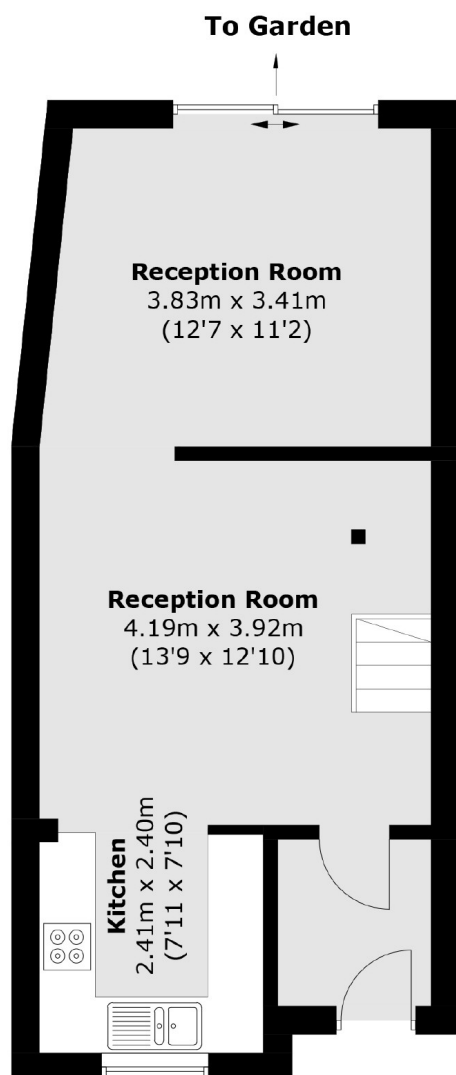 To Garden
Reception Room
3.83m x 3.41m
(12'7 x 11'2)
Reception Room
4.19m x 3.92m
(13'9 x 12'10)
Kitchen
2.41m x 2.40m
(7'11 x 7'10)